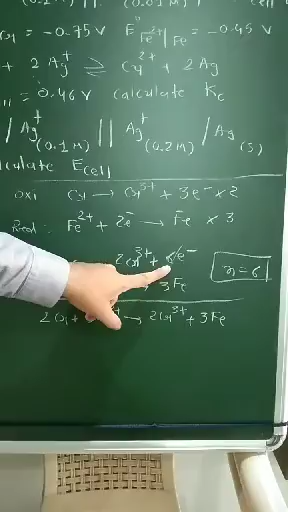 = -0.75 V E° Fe²⁺|Fe = -0.45 V
+ 2 Ag⁺ ⇌ Cu²⁺ + 2 Ag
= 0.46 V calculate Kc
/ Ag⁺ (0.1 M) || Ag⁺ (0.2 M) / Ag (s)
lculate Ecell
oxi Cr → Cr³⁺ + 3e⁻ × 2
Red: Fe²⁺ + 2e⁻ → Fe × 3
2Cr³⁺ + 6e⁻
n = 6
3Fe
2Cr + → 2Cr³⁺ + 3Fe